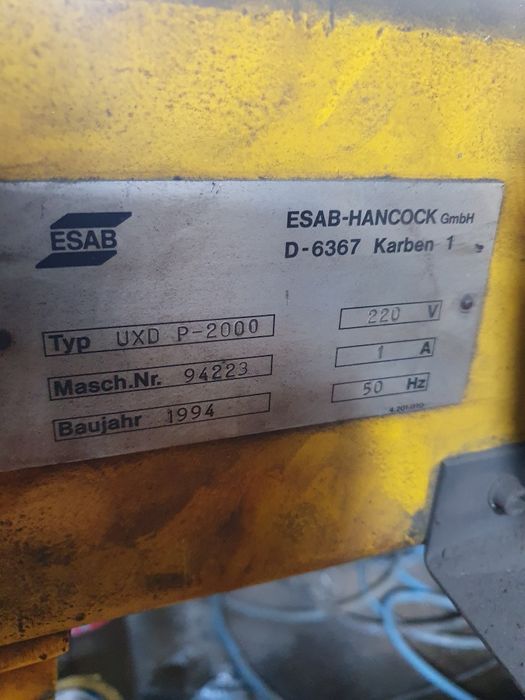 ESAB
ESAB-HANCOCK GmbH
D-6367 Karben 1
Typ UXD P-2000
220 V
Masch.Nr. 94223
1 A
Baujahr 1994
50 Hz